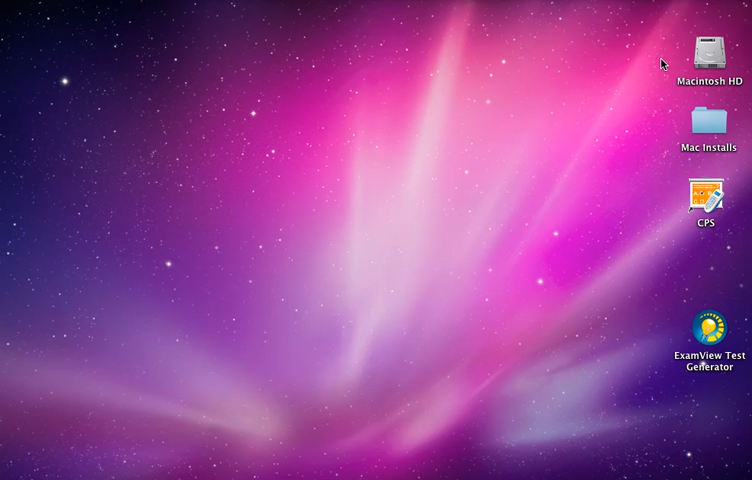 Macintosh HD
Mac Installs
CPS
ExamView Test
Generator